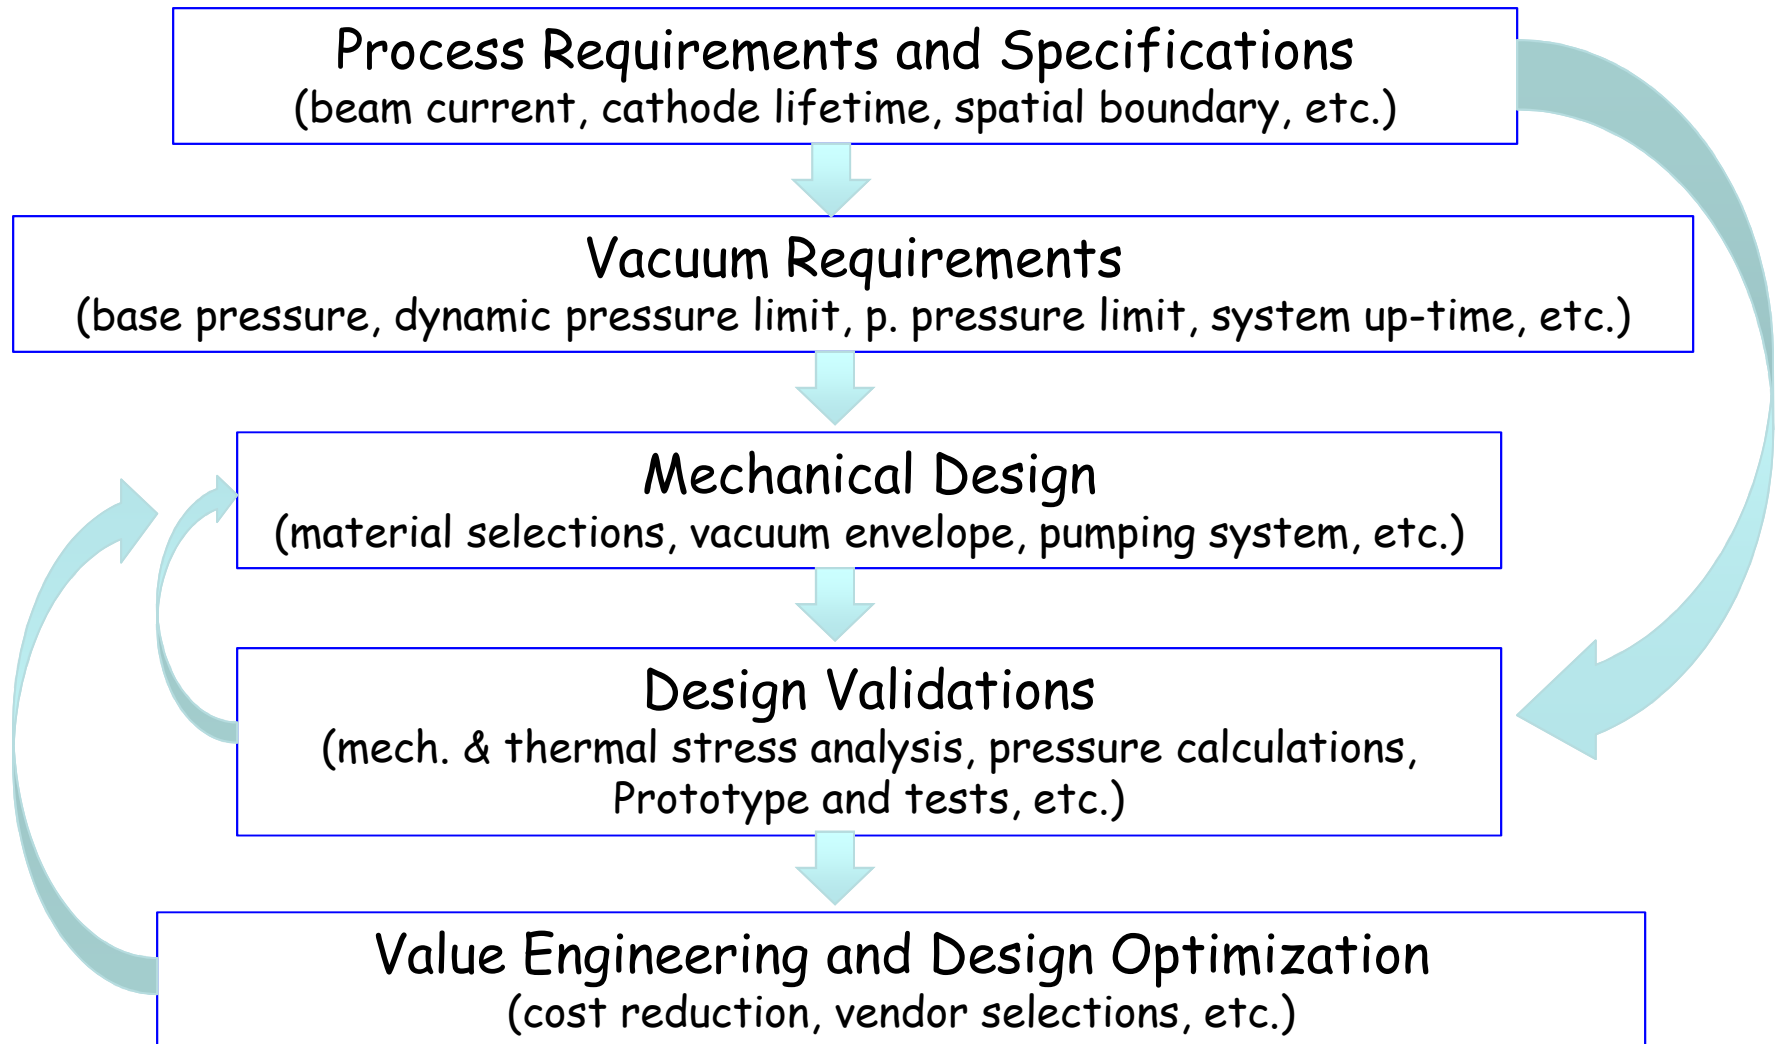 Process Requirements and Specifications
(beam current, cathode lifetime, spatial boundary, etc.)
Vacuum Requirements
(base pressure, dynamic pressure limit, p. pressure limit, system up-time, etc.)
Mechanical Design
(material selections, vacuum envelope, pumping system, etc.)
Design Validations
(mech. & thermal stress analysis, pressure calculations,
Prototype and tests, etc.)
Value Engineering and Design Optimization
(cost reduction, vendor selections, etc.)